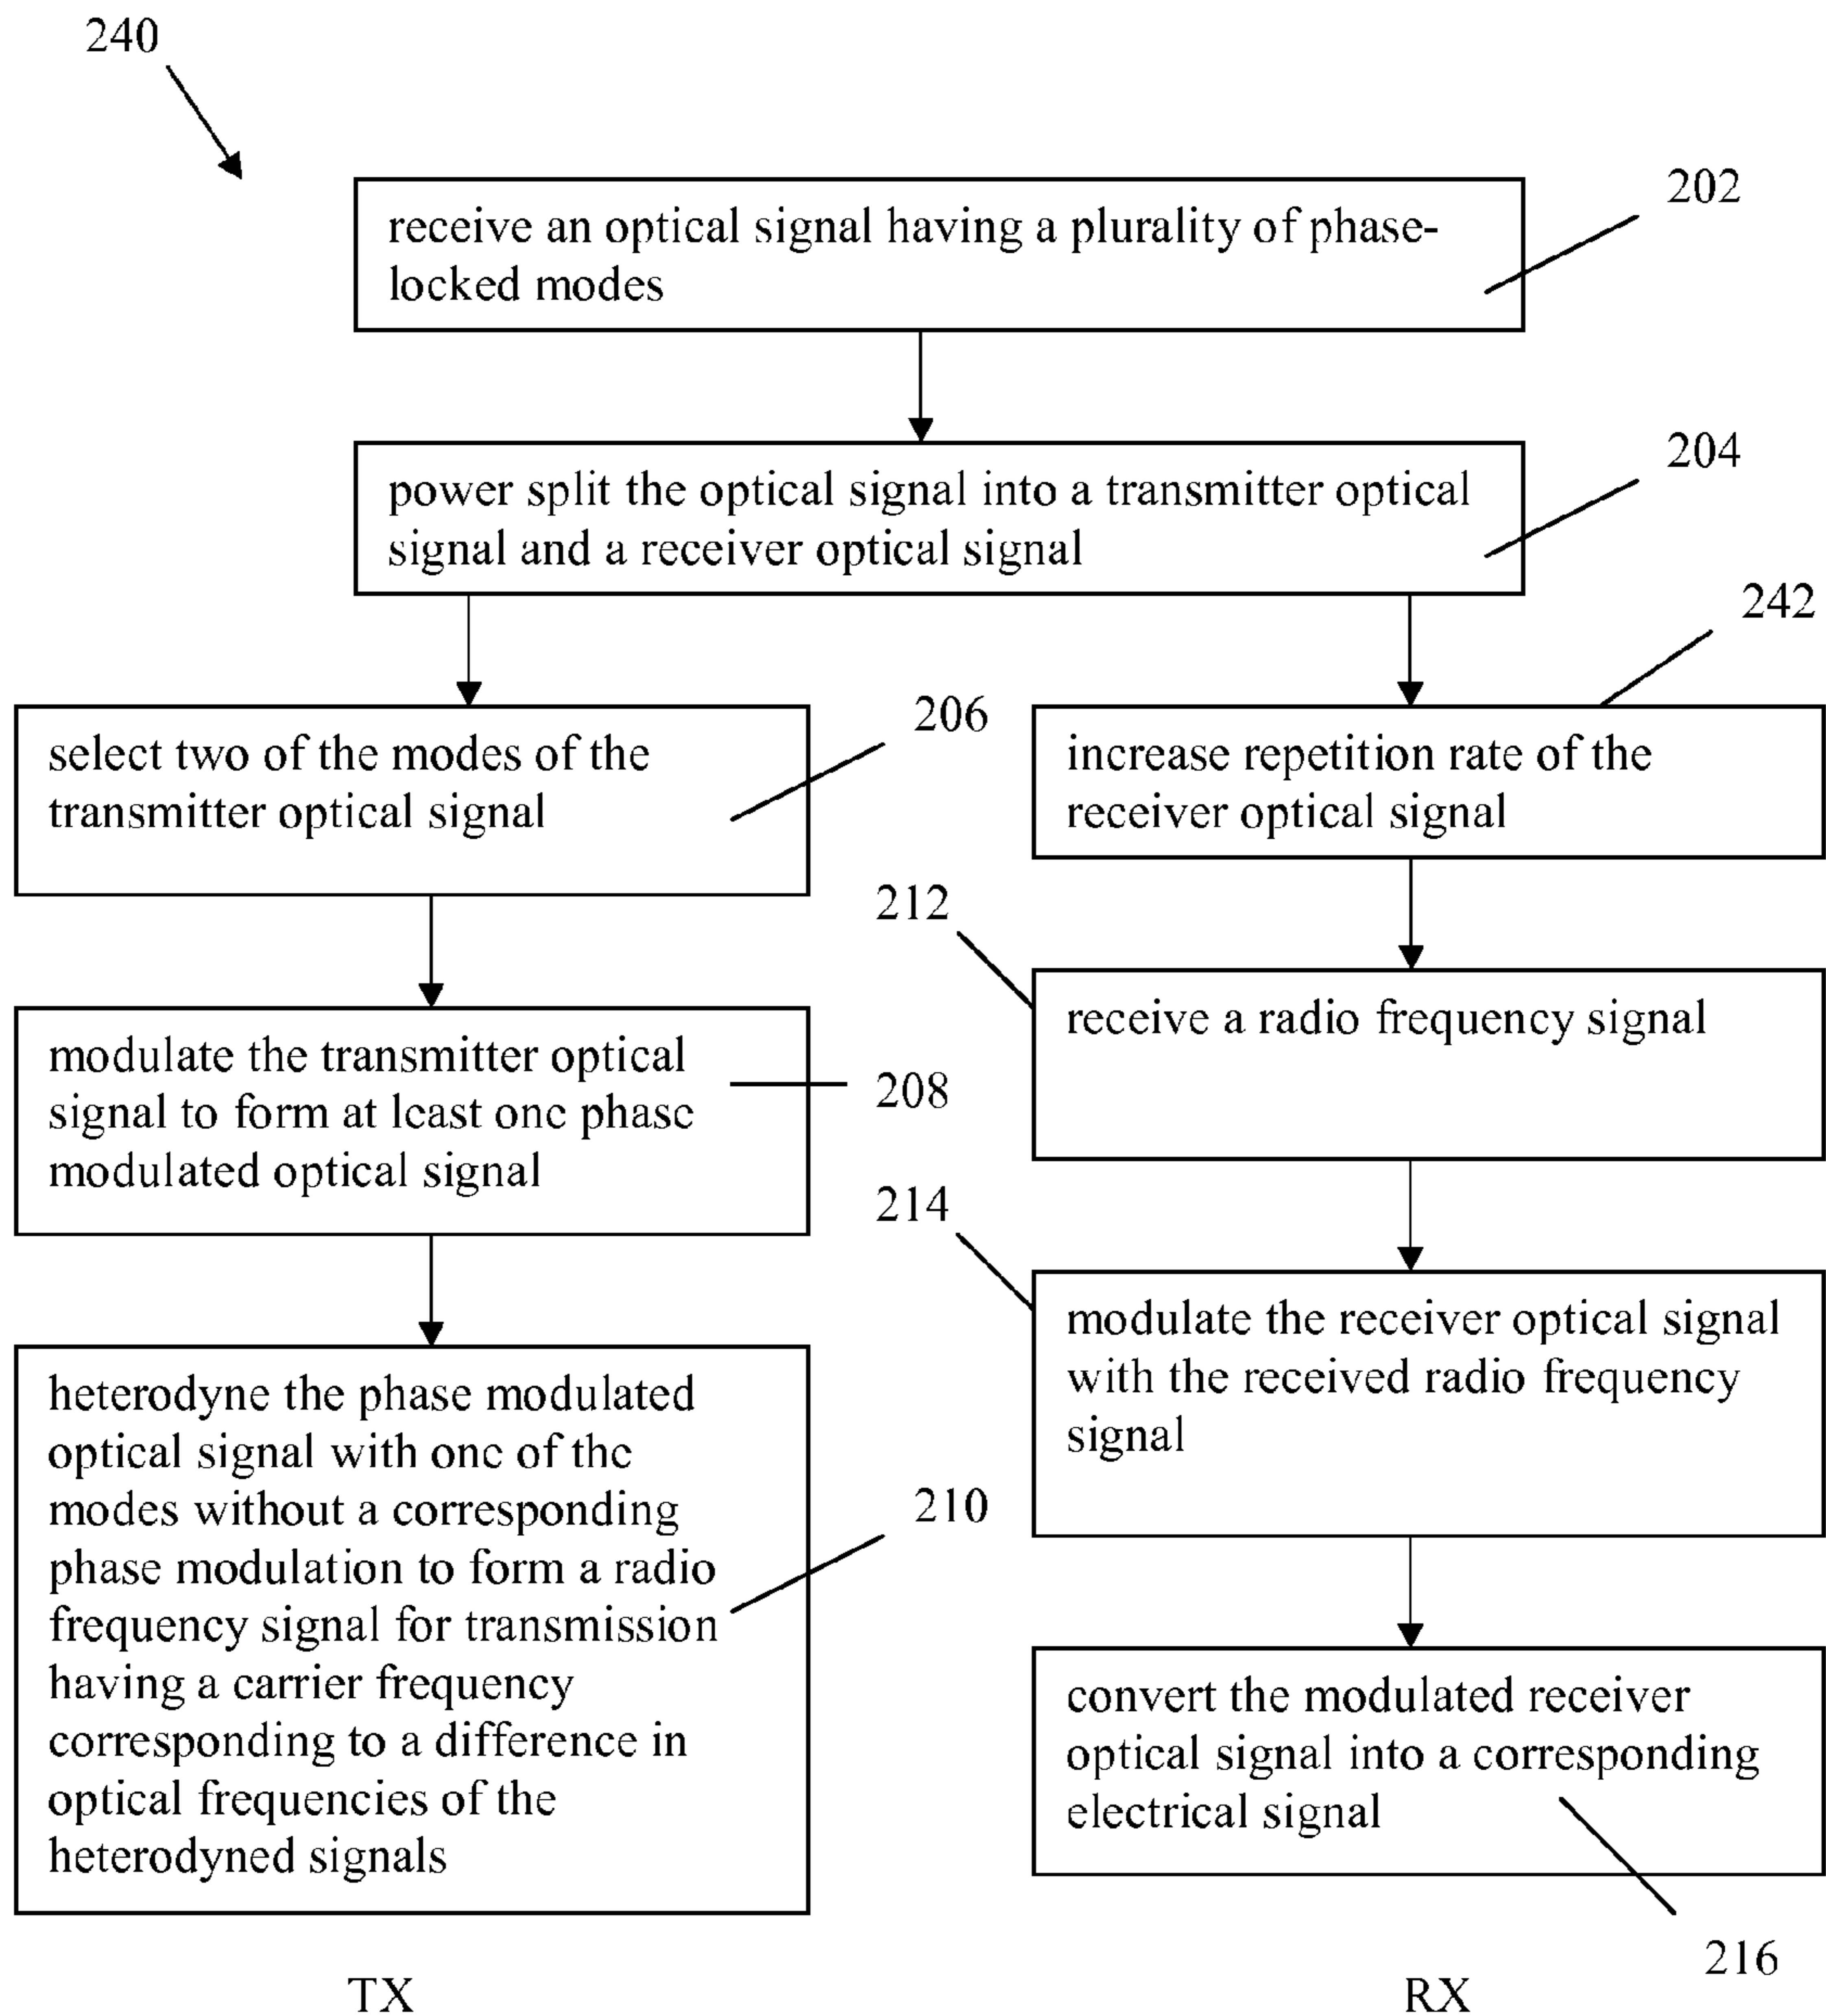 240
202
receive an optical signal having a plurality of phase-
locked modes
204
power split the optical signal into a transmitter optical
signal and a receiver optical signal
242
206
select two of the modes of the
transmitter optical signal
increase repetition rate of the
receiver optical signal
212
receive a radio frequency signal
modulate the transmitter optical
signal to form at least one phase
modulated optical signal
208
214
modulate the receiver optical signal
with the received radio frequency
signal
heterodyne the phase modulated
optical signal with one of the
modes without a corresponding
phase modulation to form a radio
frequency signal for transmission
having a carrier frequency
corresponding to a difference in
optical frequencies of the
heterodyned signals
210
convert the modulated receiver
optical signal into a corresponding
electrical signal
216
TX
RX